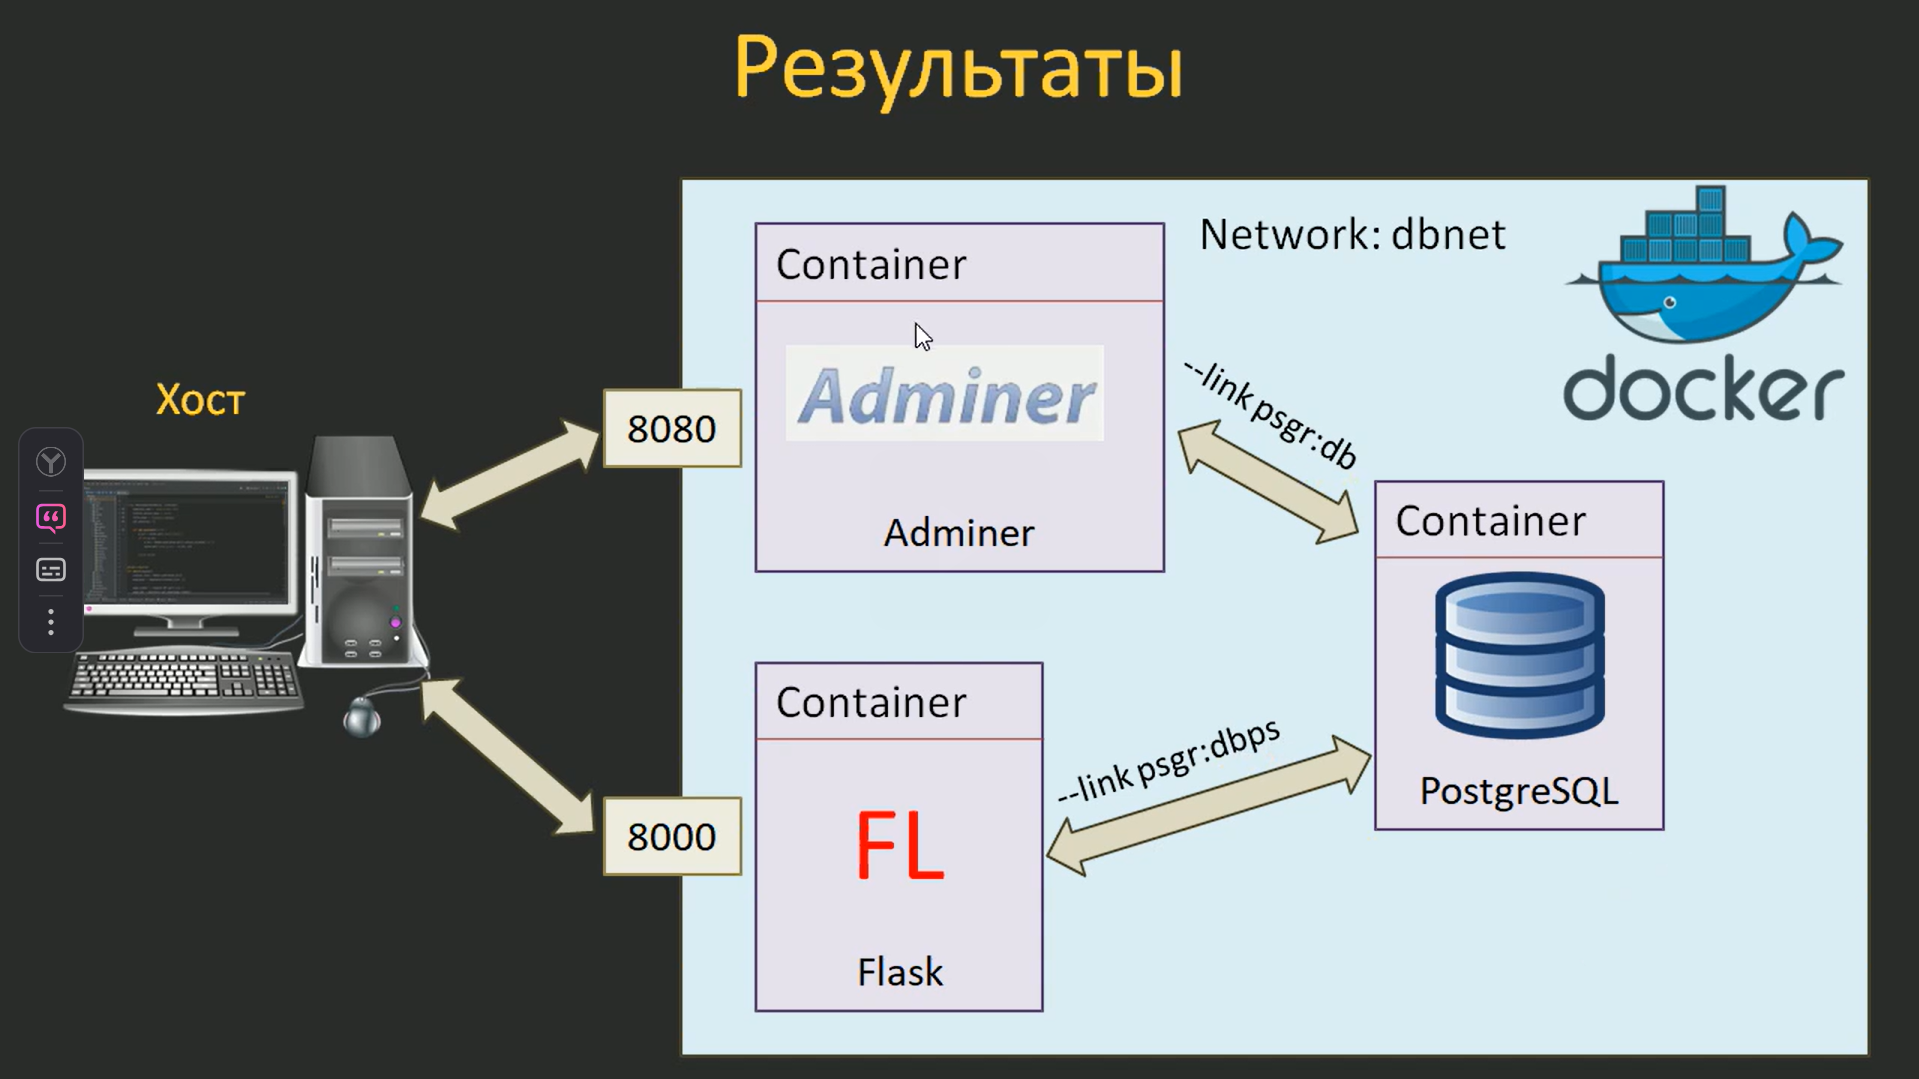 Результаты
Network: dbnet
Container
Adminer
Adminer
Хост
8080
--link psgr:db
docker
Container
PostgreSQL
Container
FL
Flask
--link psgr:dbps
8000